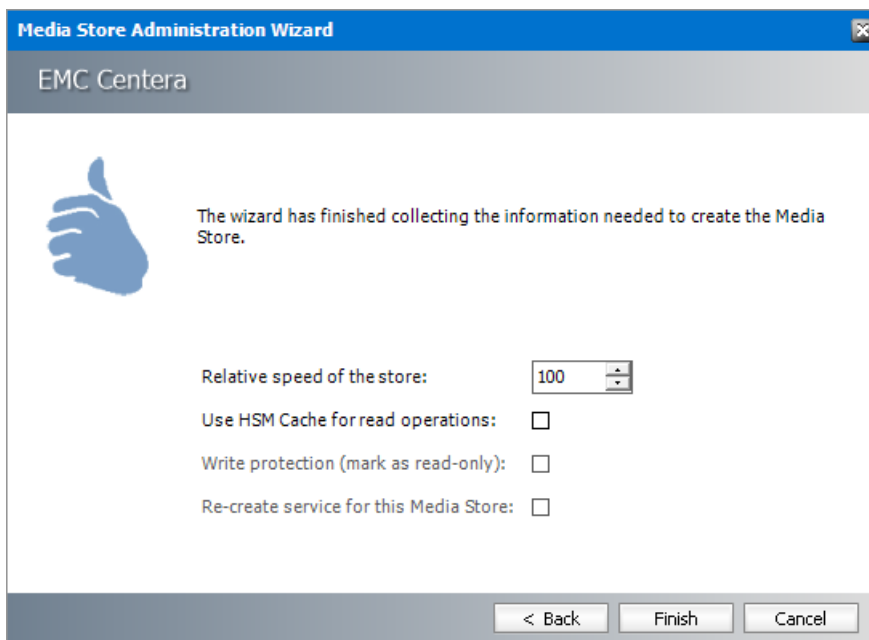 Media Store Administration Wizard
EMC Centera
The wizard has finished collecting the information needed to create the Media
Store.
Relative speed of the store: 100
Use HSM Cache for read operations:
Write protection (mark as read-only):
Re-create service for this Media Store:
< Back Finish Cancel